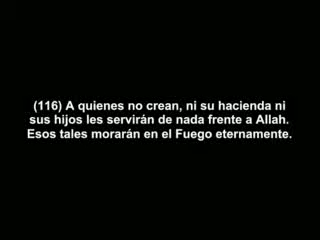 (116) A quienes no crean, ni su hacienda ni
sus hijos les servirán de nada frente a Allah.
Esos tales morarán en el Fuego eternamente.